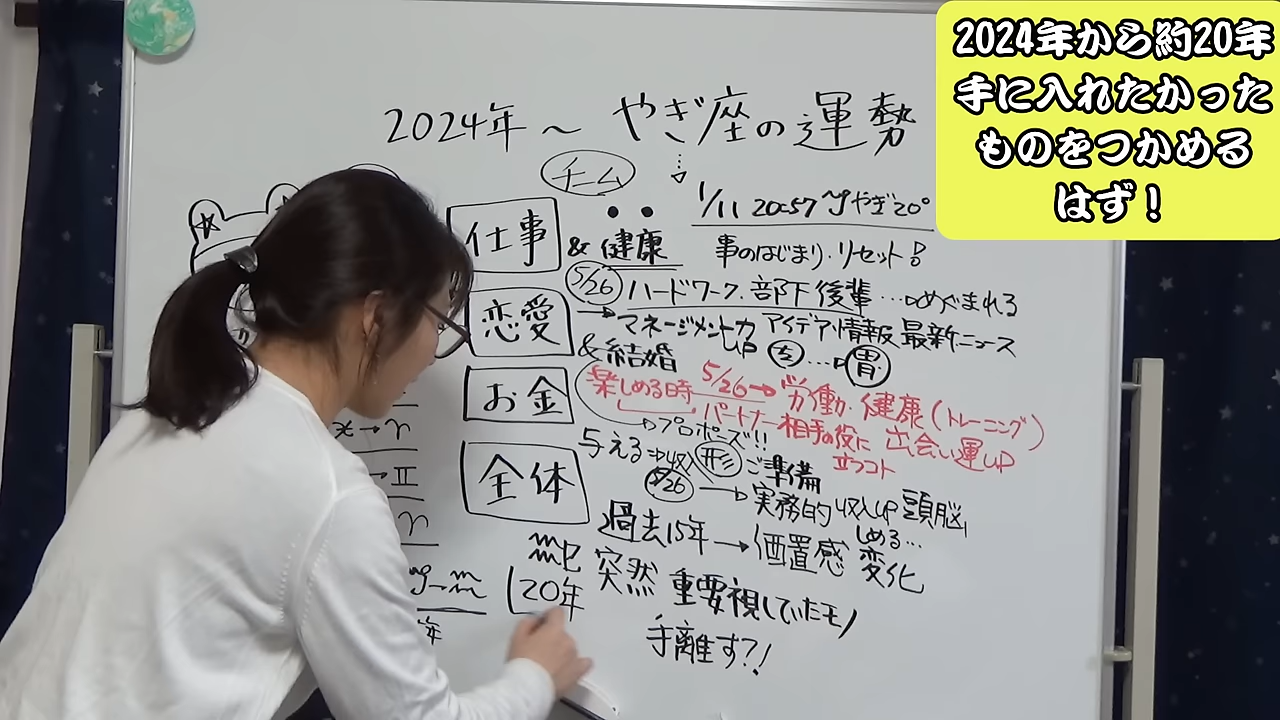 2024年から約20年
手に入れたかった
ものをつかめる
はず！
2024年～ やぎ座の運勢
チーム
1/11 20:57 ♑やぎ20°
仕事
& 健康
事のはじまり・リセット!
5/26 ハードワーク. 部下後輩…めぐまれる
恋愛
→マネージメント力UP アイデア情報 最新ニュース
& 結婚
楽しめる時 5/26→労働・健康(トレーニング)
お金
パートナー相手の役に立つコト 出会い運UP
→プロポーズ!!
与える⇒収 形 ご準備
全体
5/26 → 実務的 収入UP 頭脳
しめる…
過去15年→価置感 変化
突然 重要視していたモノ
20年
手離す?!
年